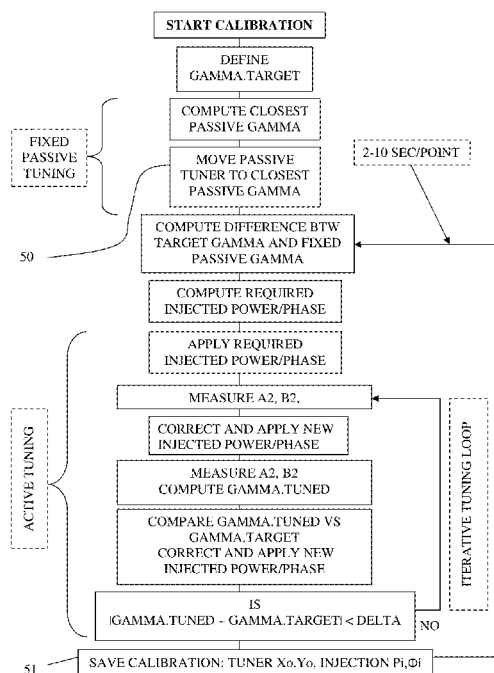 START CALIBRATION
DEFINE
GAMMA.TARGET
COMPUTE CLOSEST
PASSIVE GAMMA
FIXED
PASSIVE
TUNING
MOVE PASSIVE
TUNER TO CLOSEST
PASSIVE GAMMA
2-10 SEC/POINT
50
COMPUTE DIFFERENCE BTW
TARGET GAMMA AND FIXED
PASSIVE GAMMA
COMPUTE REQUIRED
INJECTED POWER/PHASE
APPLY REQUIRED
INJECTED POWER/PHASE
MEASURE A2, B2,
CORRECT AND APPLY NEW
INJECTED POWER/PHASE
ACTIVE TUNING
ITERATIVE TUNING LOOP
MEASURE A2, B2
COMPUTE GAMMA.TUNED
COMPARE GAMMA.TUNED VS
GAMMA.TARGET
CORRECT AND APPLY NEW
INJECTED POWER/PHASE
IS
|GAMMA.TUNED – GAMMA.TARGET| < DELTA
NO
51
SAVE CALIBRATION: TUNER Xo.Yo, INJECTION Pi,Φi